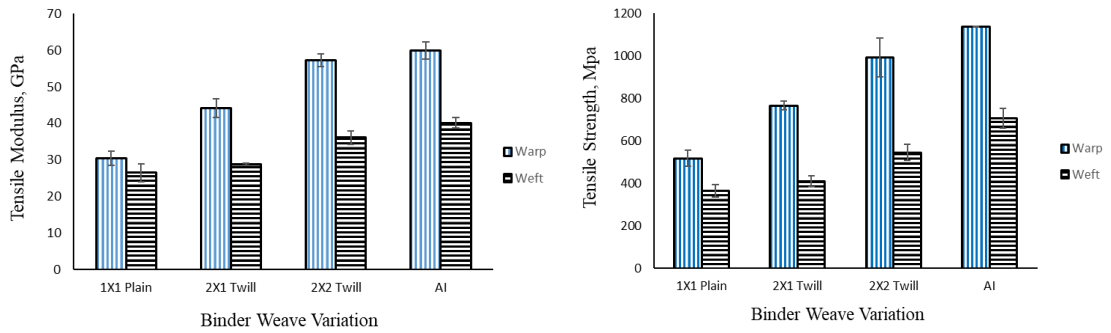 70
60
50
40
30
20
10
0
Tensile Modulus, GPa
1X1 Plain 2X1 Twill 2X2 Twill AI
Binder Weave Variation
Warp
Weft
1200
1000
800
600
400
200
0
Tensile Strength, Mpa
1X1 Plain 2X1 Twill 2X2 Twill AI
Binder Weave Variation
Warp
Weft